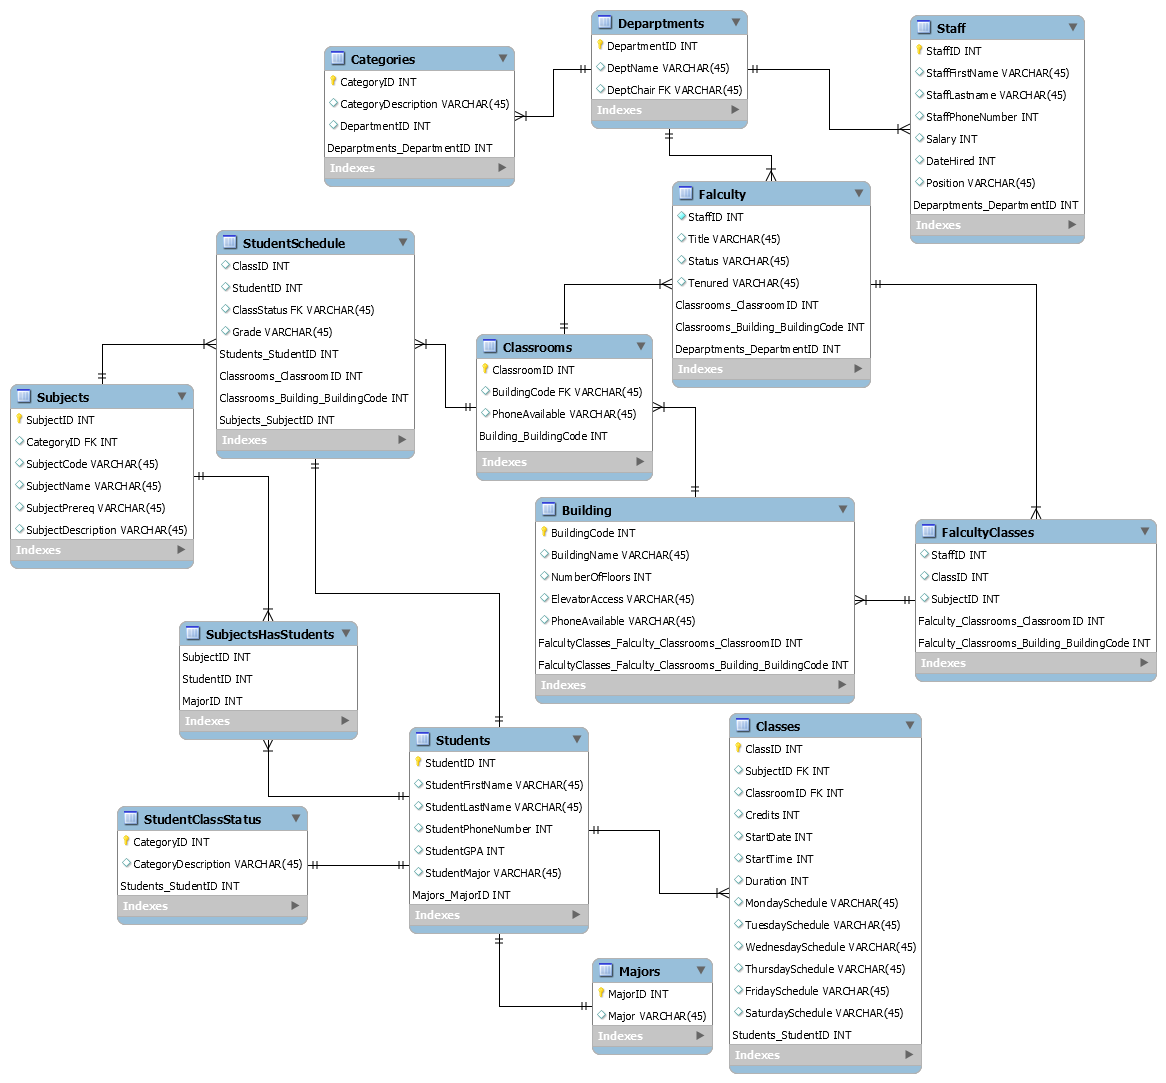 Deparptments
DepartmentID INT
DeptName VARCHAR(45)
DeptChair FK VARCHAR(45)
Indexes
Staff
StaffID INT
StaffFirstName VARCHAR(45)
StaffLastname VARCHAR(45)
StaffPhoneNumber INT
Salary INT
DateHired INT
Position VARCHAR(45)
Deparptments_DepartmentID INT
Indexes
Categories
CategoryID INT
CategoryDescription VARCHAR(45)
DepartmentID INT
Deparptments_DepartmentID INT
Indexes
Falculty
StaffID INT
Title VARCHAR(45)
Status VARCHAR(45)
Tenured VARCHAR(45)
Classrooms_ClassroomID INT
Classrooms_Building_BuildingCode INT
Deparptments_DepartmentID INT
Indexes
StudentSchedule
ClassID INT
StudentID INT
ClassStatus FK VARCHAR(45)
Grade VARCHAR(45)
Students_StudentID INT
Classrooms_ClassroomID INT
Classrooms_Building_BuildingCode INT
Subjects_SubjectID INT
Indexes
Classrooms
ClassroomID INT
BuildingCode FK VARCHAR(45)
PhoneAvailable VARCHAR(45)
Building_BuildingCode INT
Indexes
Subjects
SubjectID INT
CategoryID FK INT
SubjectCode VARCHAR(45)
SubjectName VARCHAR(45)
SubjectPrereq VARCHAR(45)
SubjectDescription VARCHAR(45)
Indexes
Building
BuildingCode INT
BuildingName VARCHAR(45)
NumberOfFloors INT
ElevatorAccess VARCHAR(45)
PhoneAvailable VARCHAR(45)
FalcultyClasses_Falculty_Classrooms_ClassroomID INT
FalcultyClasses_Falculty_Classrooms_Building_BuildingCode INT
Indexes
FalcultyClasses
StaffID INT
ClassID INT
SubjectID INT
Falculty_Classrooms_ClassroomID INT
Falculty_Classrooms_Building_BuildingCode INT
Indexes
SubjectsHasStudents
SubjectID INT
StudentID INT
MajorID INT
Indexes
Students
StudentID INT
StudentFirstName VARCHAR(45)
StudentLastName VARCHAR(45)
StudentPhoneNumber INT
StudentGPA INT
StudentMajor VARCHAR(45)
Majors_MajorID INT
Indexes
Classes
ClassID INT
SubjectID FK INT
ClassroomID FK INT
Credits INT
StartDate INT
StartTime INT
Duration INT
MondaySchedule VARCHAR(45)
TuesdaySchedule VARCHAR(45)
WednesdaySchedule VARCHAR(45)
ThursdaySchedule VARCHAR(45)
FridaySchedule VARCHAR(45)
SaturdaySchedule VARCHAR(45)
Students_StudentID INT
Indexes
StudentClassStatus
CategoryID INT
CategoryDescription VARCHAR(45)
Students_StudentID INT
Indexes
Majors
MajorID INT
Major VARCHAR(45)
Indexes